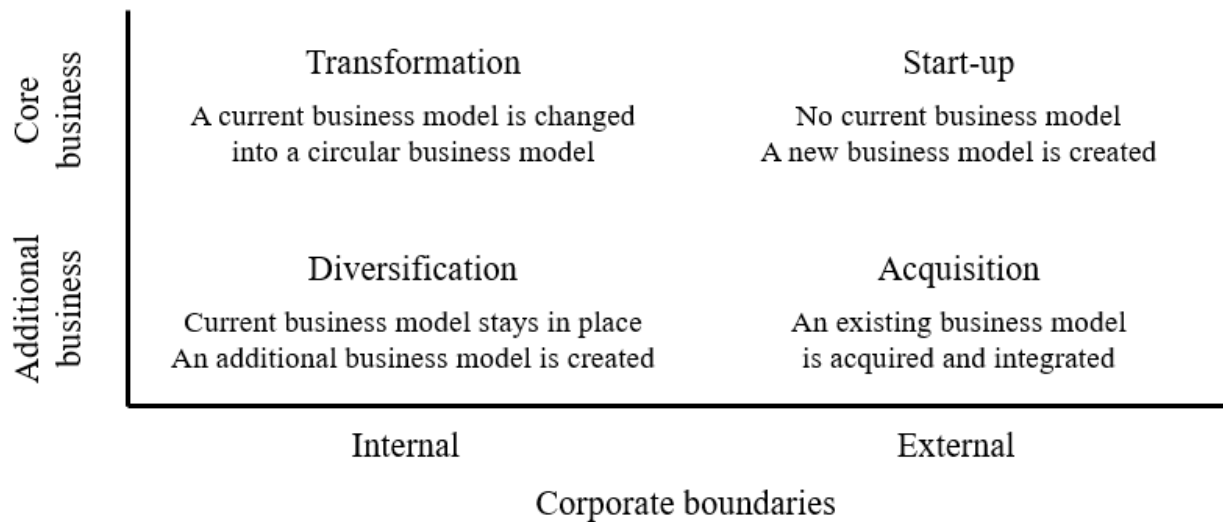 Core
business
Transformation
A current business model is changed
into a circular business model
Start-up
No current business model
A new business model is created
Additional
business
Diversification
Current business model stays in place
An additional business model is created
Acquisition
An existing business model
is acquired and integrated
Internal
External
Corporate boundaries